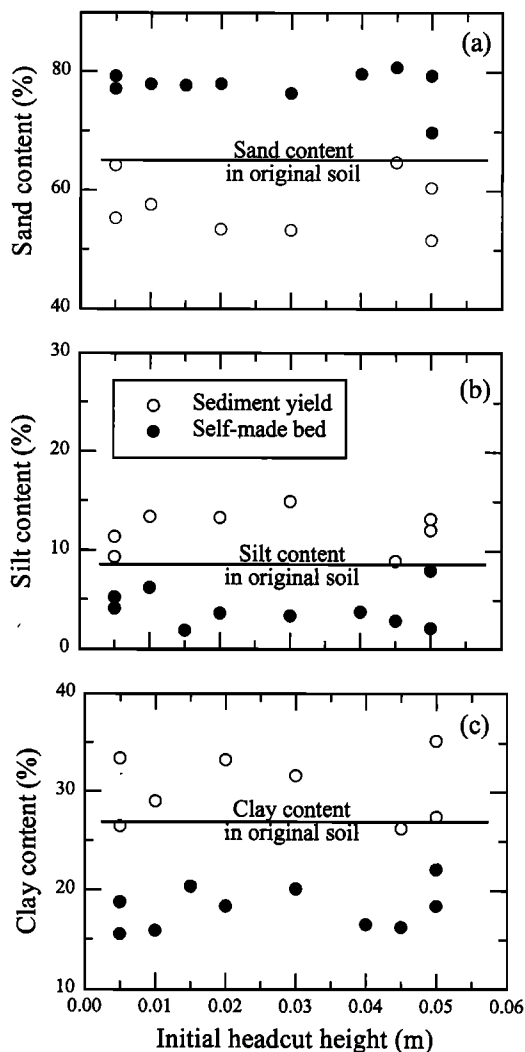 (a)
Sand content (%)
80
60
40
Sand content
in original soil
(b)
Silt content (%)
30
20
10
0
Sediment yield
Self-made bed
Silt content
in original soil
(c)
Clay content (%)
40
30
20
10
Clay content
in original soil
0.00 0.01 0.02 0.03 0.04 0.05 0.06
Initial headcut height (m)